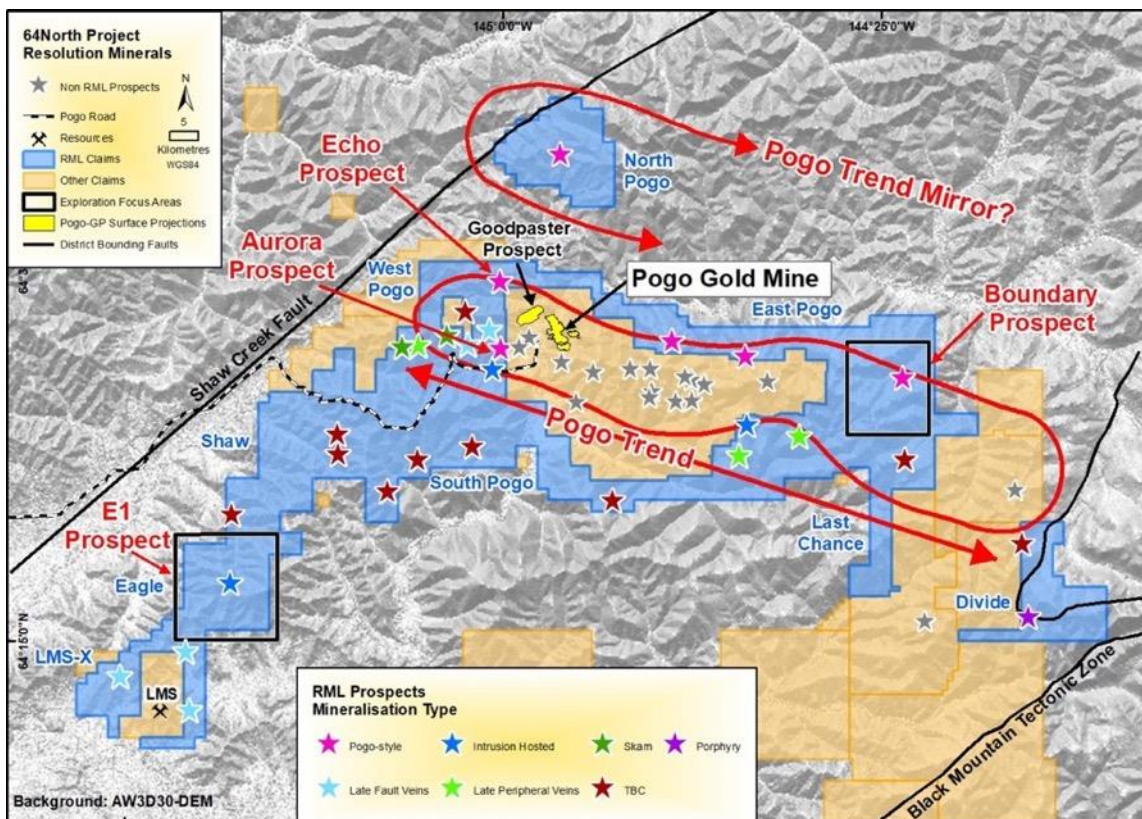 64North Project
Resolution Minerals
Non RML Prospects
Pogo Road
Resources
RML Claims
Other Claims
Exploration Focus Areas
Pogo-GP Surface Projections
District Bounding Faults
N
5
Kilometres
WGS84
145°0'0"W
144°25'0"W
Echo
Prospect
North
Pogo
Pogo Trend Mirror?
Aurora
Prospect
Goodpaster
Prospect
Pogo Gold Mine
West
Pogo
East Pogo
Boundary
Prospect
Shaw Creek Fault
Pogo Trend
Shaw
South Pogo
E1
Prospect
Eagle
Last
Chance
Divide
64°15'0"N
LMS-X
LMS
Black Mountain Tectonic Zone
RML Prospects
Mineralisation Type
Pogo-style
Intrusion Hosted
Skarn
Porphyry
Late Fault Veins
Late Peripheral Veins
TBC
Background: AW3D30-DEM